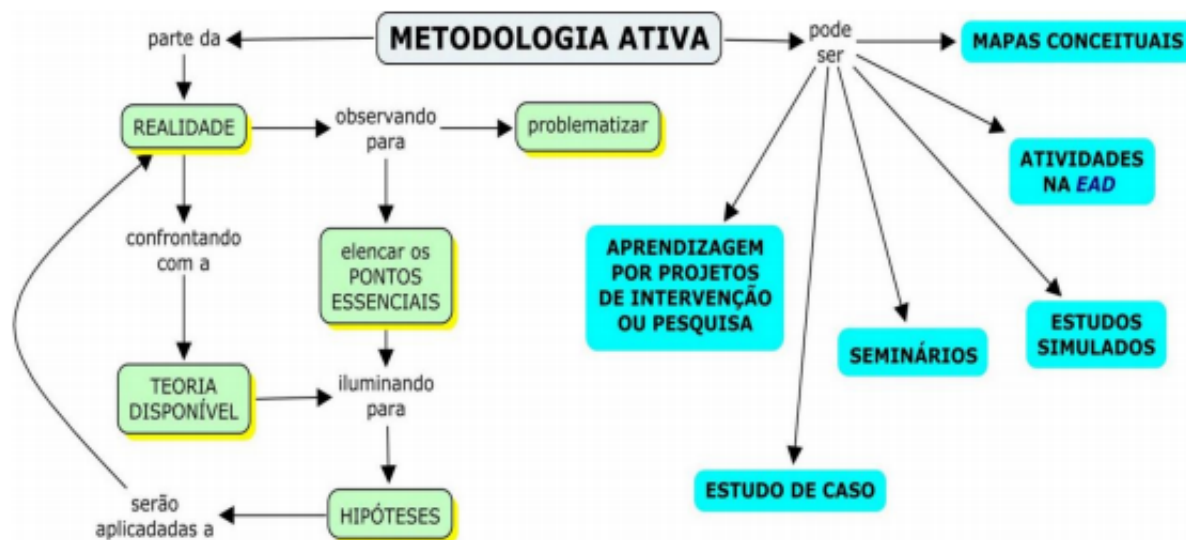 METODOLOGIA ATIVA
parte da
REALIDADE
observando
para
problematizar
confrontando
com a
elencar os
PONTOS
ESSENCIAIS
TEORIA
DISPONÍVEL
iluminando
para
HIPÓTESES
serão
aplicadadas a
pode
ser
MAPAS CONCEITUAIS
ATIVIDADES
NA EAD
APRENDIZAGEM
POR PROJETOS
DE INTERVENÇÃO
OU PESQUISA
SEMINÁRIOS
ESTUDOS
SIMULADOS
ESTUDO DE CASO